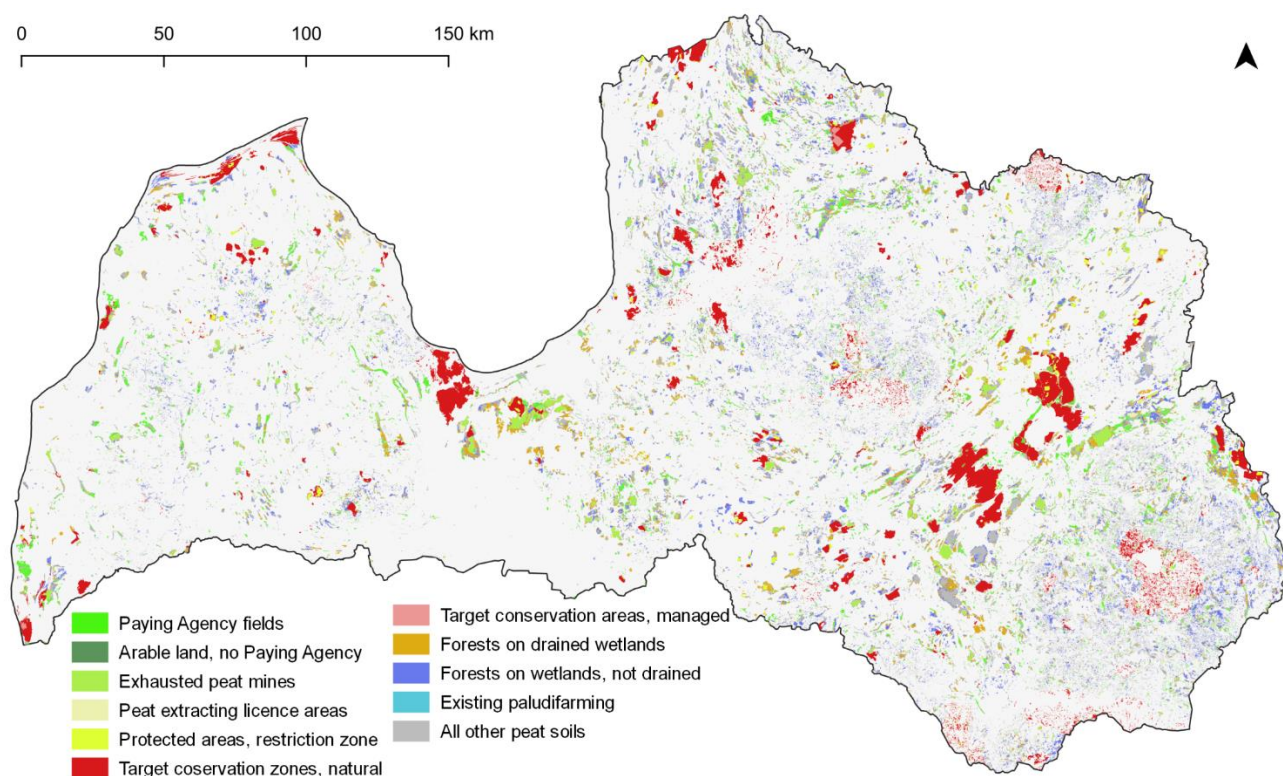 0 50 100 150 km
Paying Agency fields
Arable land, no Paying Agency
Exhausted peat mines
Peat extracting licence areas
Protected areas, restriction zone
Target coservation zones, natural
Target conservation areas, managed
Forests on drained wetlands
Forests on wetlands, not drained
Existing paludifarming
All other peat soils